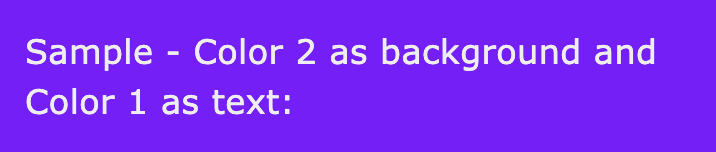 Sample - Color 2 as background and
Color 1 as text: